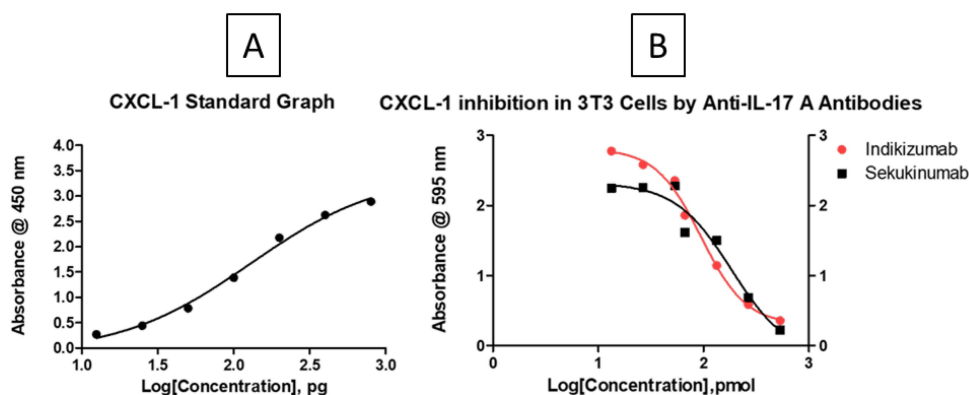 A
B
CXCL-1 Standard Graph
CXCL-1 inhibition in 3T3 Cells by Anti-IL-17 A Antibodies
Absorbance @ 450 nm
4.0
3.5
3.0
2.5
2.0
1.5
1.0
0.5
0.0
1.0 1.5 2.0 2.5 3.0
Log[Concentration], pg
Absorbance @ 595 nm
3
2
1
0
0 1 2 3
Log[Concentration],pmol
3
2
1
0
Indikizumab
Sekukinumab